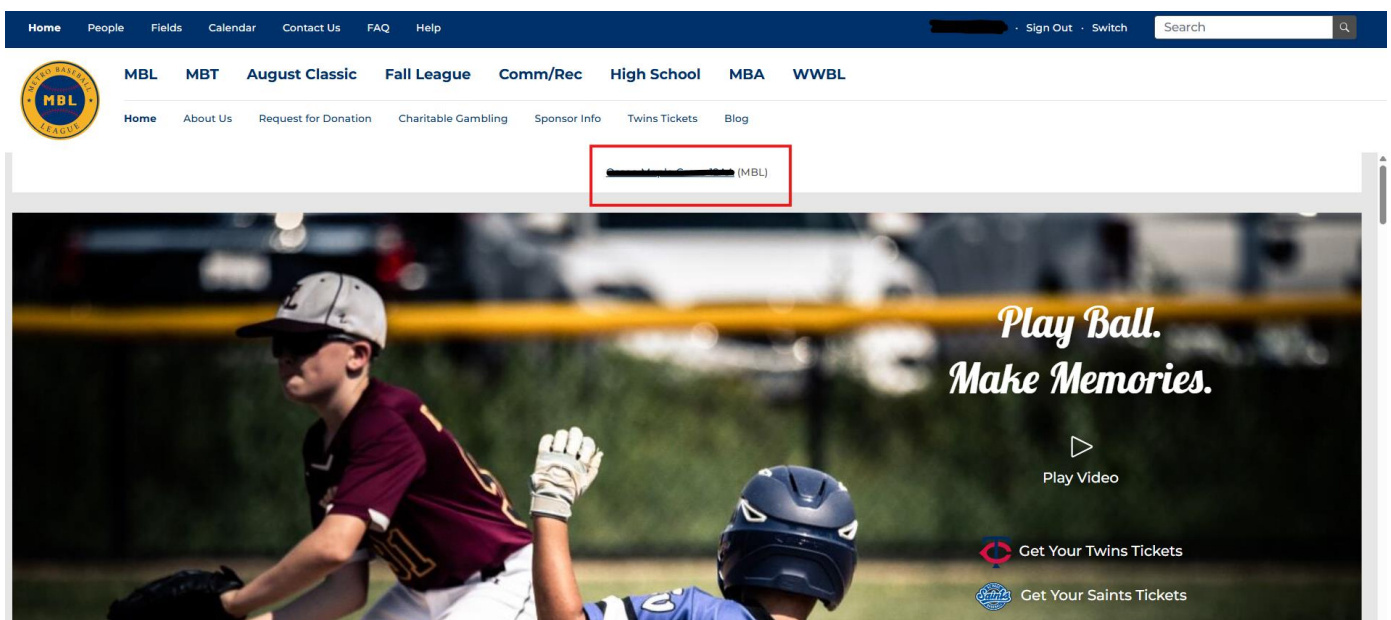 Home People Fields Calendar Contact Us FAQ Help · Sign Out · Switch Search
METRO BASEBALL LEAGUE
MBL
MBL MBT August Classic Fall League Comm/Rec High School MBA WWBL
Home About Us Request for Donation Charitable Gambling Sponsor Info Twins Tickets Blog
(MBL)
Play Ball.
Make Memories.
Play Video
TC Get Your Twins Tickets
Saints Get Your Saints Tickets